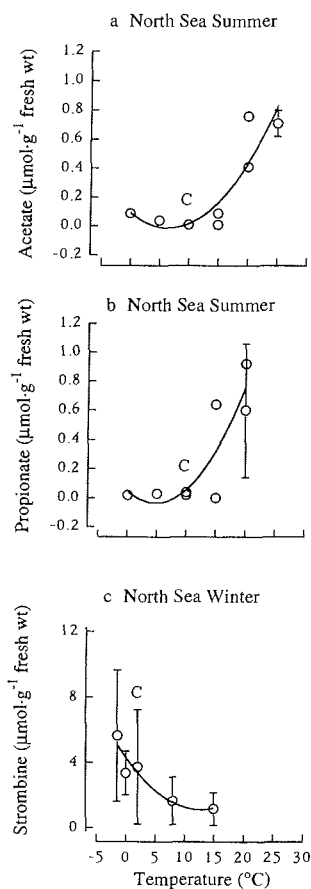 a North Sea Summer
Acetate (μmol·g⁻¹ fresh wt)
1.2
1.0
0.8
0.6
0.4
0.2
0.0
-0.2
C
b North Sea Summer
Propionate (μmol·g⁻¹ fresh wt)
1.2
1.0
0.8
0.6
0.4
0.2
0.0
-0.2
C
c North Sea Winter
Strombine (μmol·g⁻¹ fresh wt)
12
8
4
0
C
-5 0 5 10 15 20 25 30
Temperature (°C)